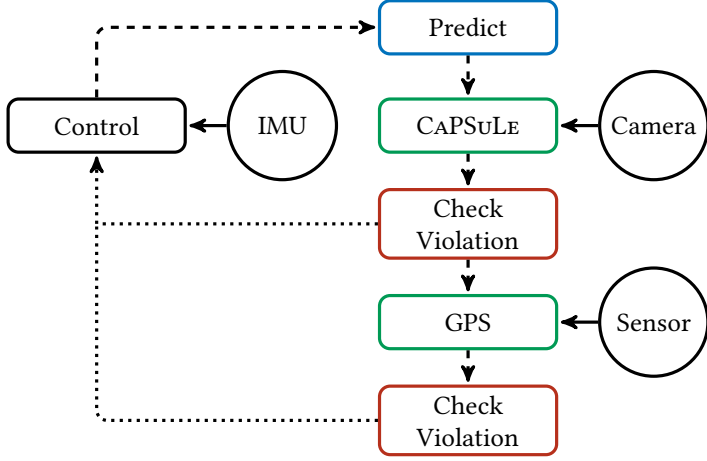 Predict
Control
IMU
CAPSULE
Camera
Check
Violation
GPS
Sensor
Check
Violation